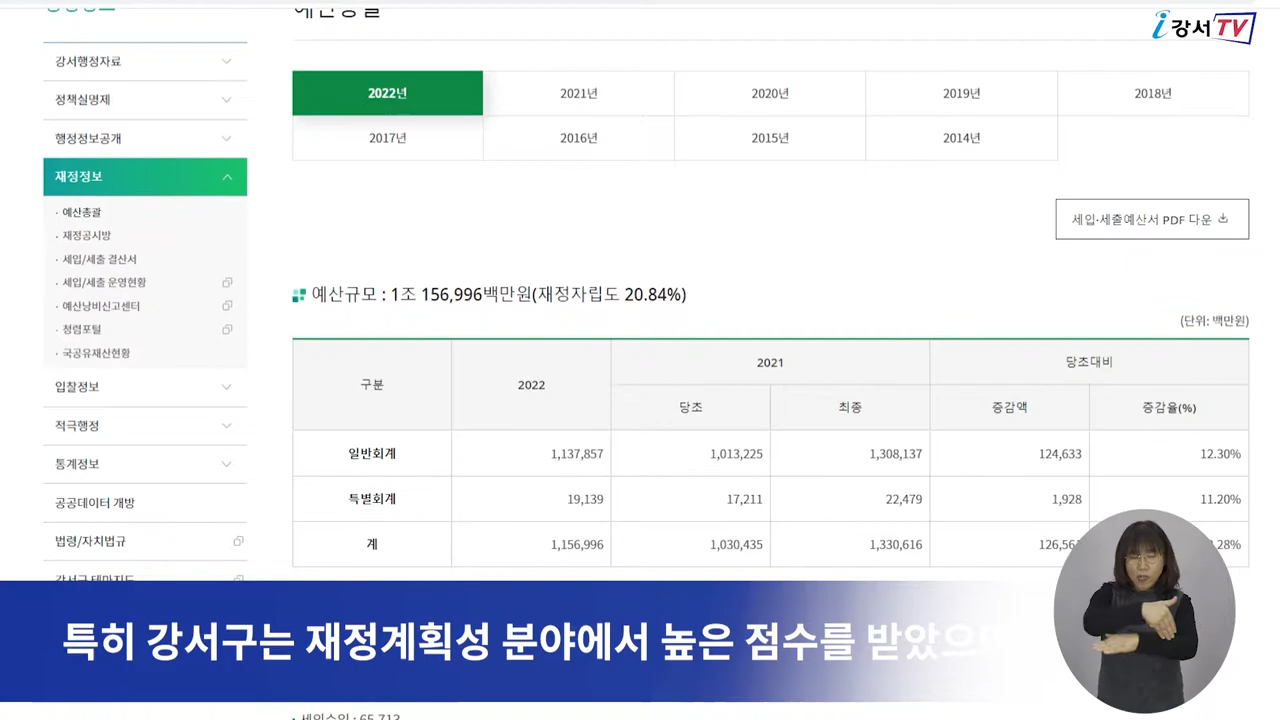 i강서TV
강서행정자료
정책실명제
행정정보공개
재정정보
· 예산총괄
· 재정공시방
· 세입/세출 결산서
· 세입/세출 운영현황
· 예산낭비신고센터
· 청렴포털
· 국공유재산현황
입찰정보
적극행정
통계정보
공공데이터 개방
법령/자치법규
2022년 2021년 2020년 2019년 2018년
2017년 2016년 2015년 2014년
세입·세출예산서 PDF 다운
예산규모 : 1조 156,996백만원(재정자립도 20.84%)
(단위: 백만원)
구분 2022 2021 당초대비
당초 최종 증감액 증감율(%)
일반회계 1,137,857 1,013,225 1,308,137 124,633 12.30%
특별회계 19,139 17,211 22,479 1,928 11.20%
계 1,156,996 1,030,435 1,330,616
특히 강서구는 재정계획성 분야에서 높은 점수를 받았으